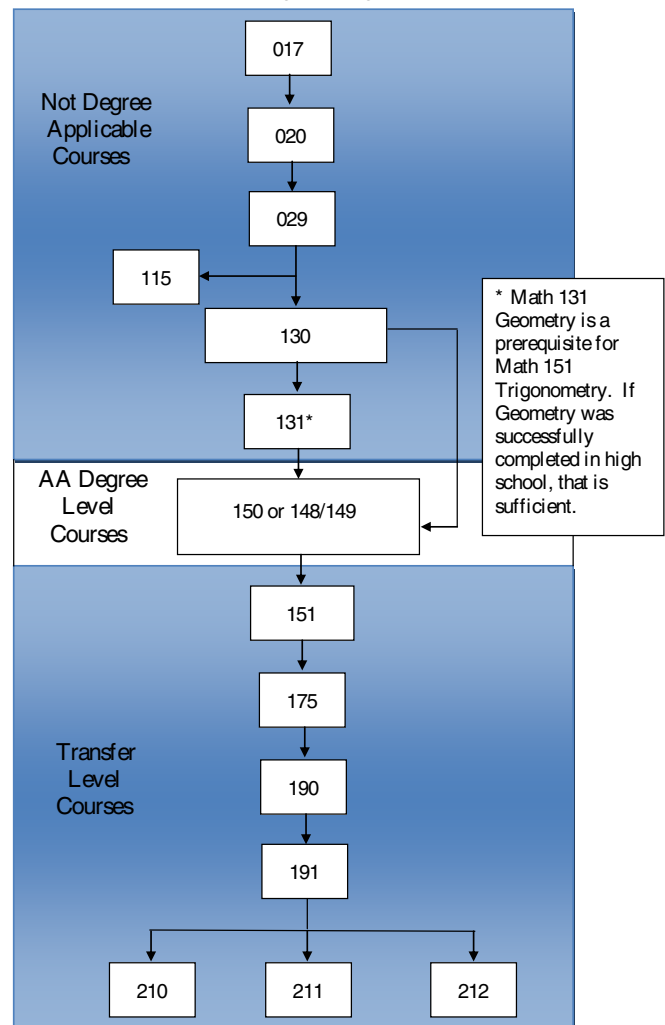 017
Not Degree
Applicable
Courses
020
029
115
130
131*
* Math 131
Geometry is a
prerequisite for
Math 151
Trigonometry. If
Geometry was
successfully
completed in high
school, that is
sufficient.
AA Degree
Level
Courses
150 or 148/149
151
175
Transfer
Level
Courses
190
191
210
211
212